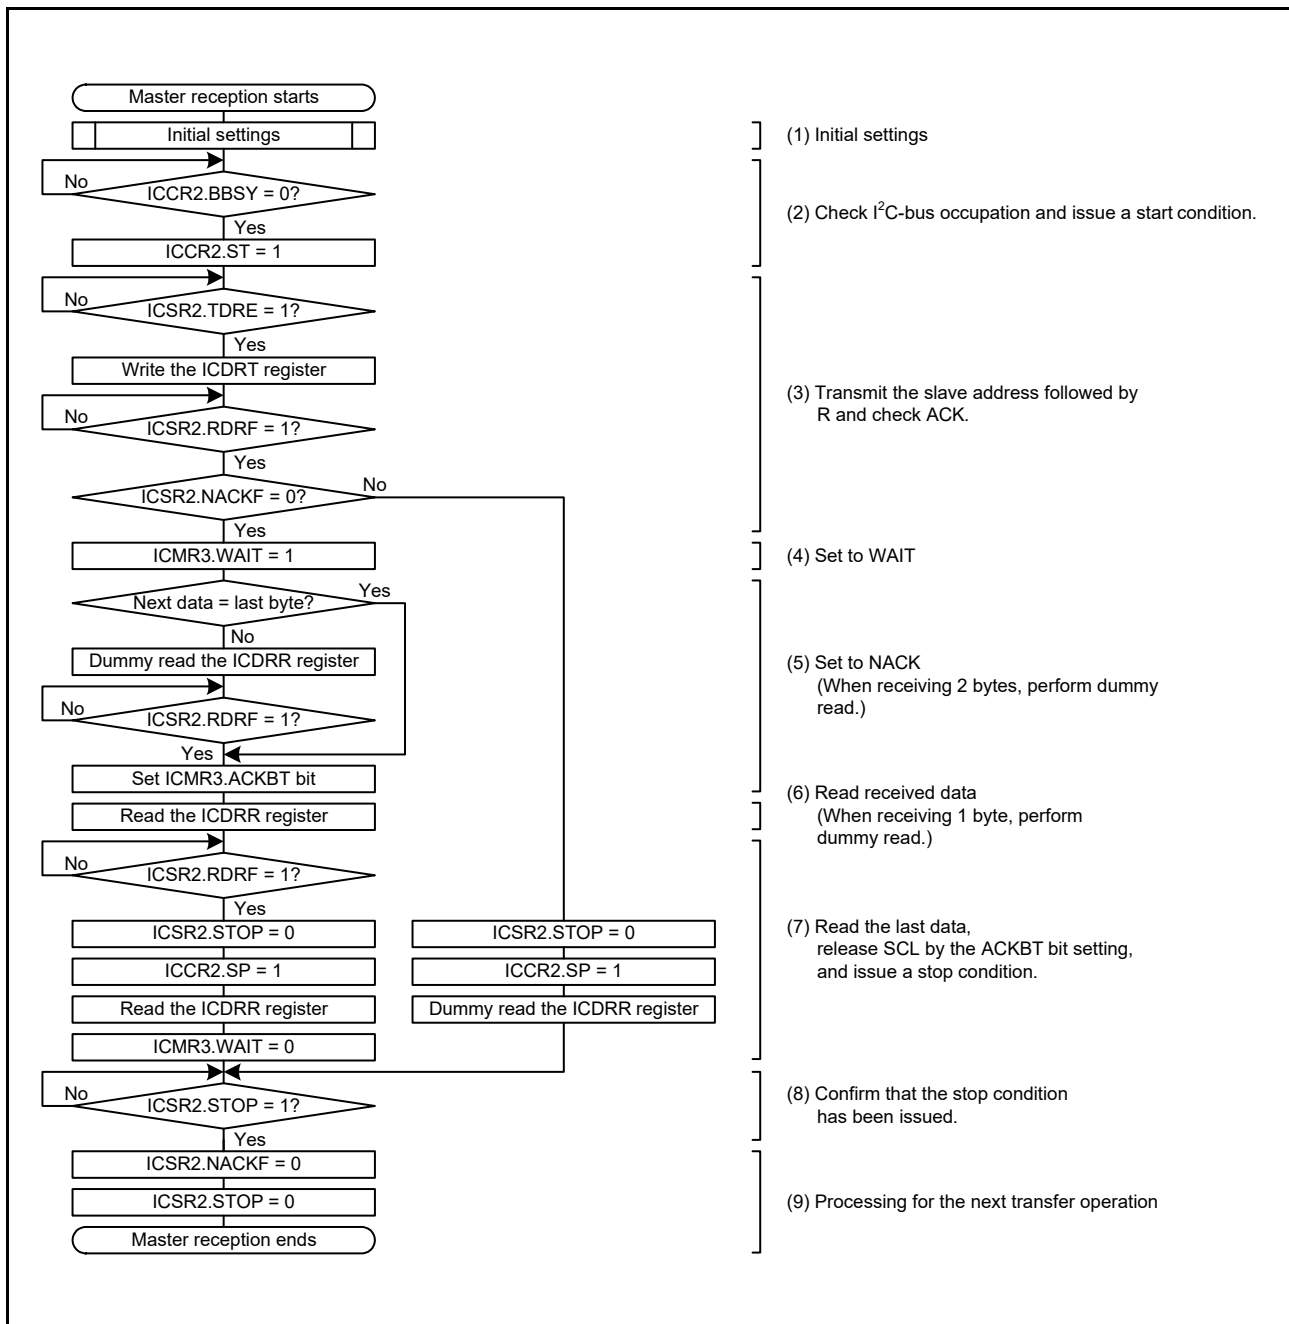 Master reception starts
Initial settings
(1) Initial settings
No
ICCR2.BBSY = 0?
Yes
ICCR2.ST = 1
(2) Check I²C-bus occupation and issue a start condition.
No
ICSR2.TDRE = 1?
Yes
Write the ICDRT register
No
ICSR2.RDRF = 1?
Yes
ICSR2.NACKF = 0?
No
Yes
(3) Transmit the slave address followed by
R and check ACK.
ICMR3.WAIT = 1
(4) Set to WAIT
Next data = last byte?
Yes
No
Dummy read the ICDRR register
No
ICSR2.RDRF = 1?
Yes
Set ICMR3.ACKBT bit
(5) Set to NACK
(When receiving 2 bytes, perform dummy
read.)
Read the ICDRR register
(6) Read received data
(When receiving 1 byte, perform
dummy read.)
No
ICSR2.RDRF = 1?
Yes
ICSR2.STOP = 0
ICCR2.SP = 1
Read the ICDRR register
ICMR3.WAIT = 0
ICSR2.STOP = 0
ICCR2.SP = 1
Dummy read the ICDRR register
(7) Read the last data,
release SCL by the ACKBT bit setting,
and issue a stop condition.
No
ICSR2.STOP = 1?
Yes
(8) Confirm that the stop condition
has been issued.
ICSR2.NACKF = 0
ICSR2.STOP = 0
Master reception ends
(9) Processing for the next transfer operation